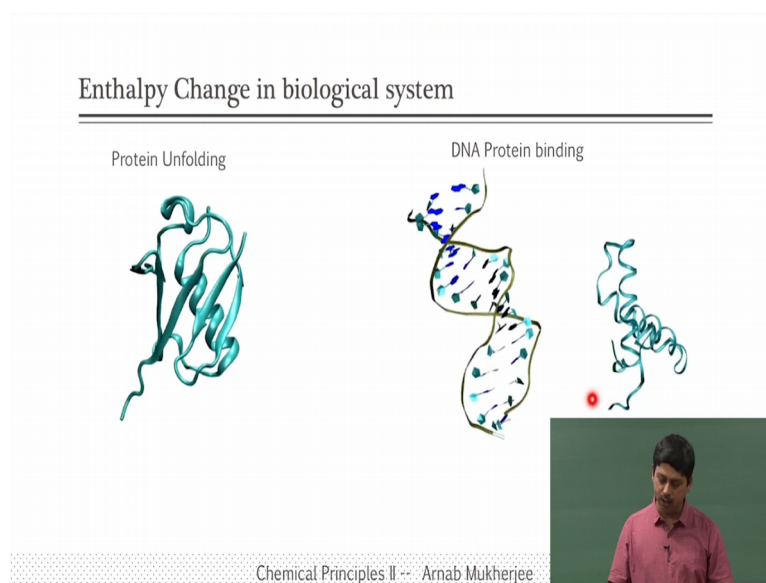 Enthalpy Change in biological system
Protein Unfolding
DNA Protein binding
Chemical Principles II -- Arnab Mukherjee